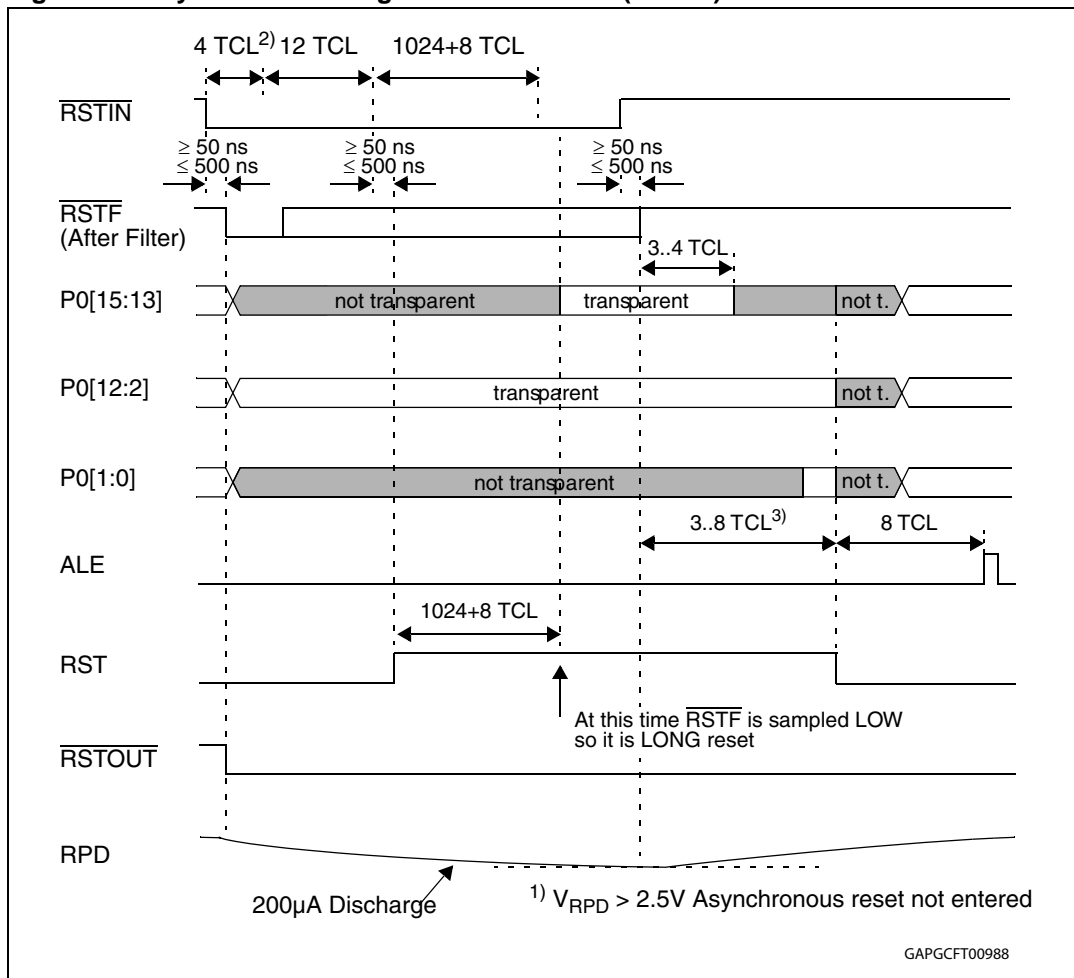 4 TCL2) 12 TCL 1024+8 TCL
RSTIN
≥ 50 ns ≥ 50 ns ≥ 50 ns
≤ 500 ns ≤ 500 ns ≤ 500 ns
RSTF
(After Filter)
3..4 TCL
P0[15:13] not transparent transparent not t.
P0[12:2] transparent not t.
P0[1:0] not transparent not t.
3..8 TCL3) 8 TCL
ALE
1024+8 TCL
RST
At this time RSTF is sampled LOW
so it is LONG reset
RSTOUT
RPD
200µA Discharge 1) VRPD > 2.5V Asynchronous reset not entered
GAPGCFT00988